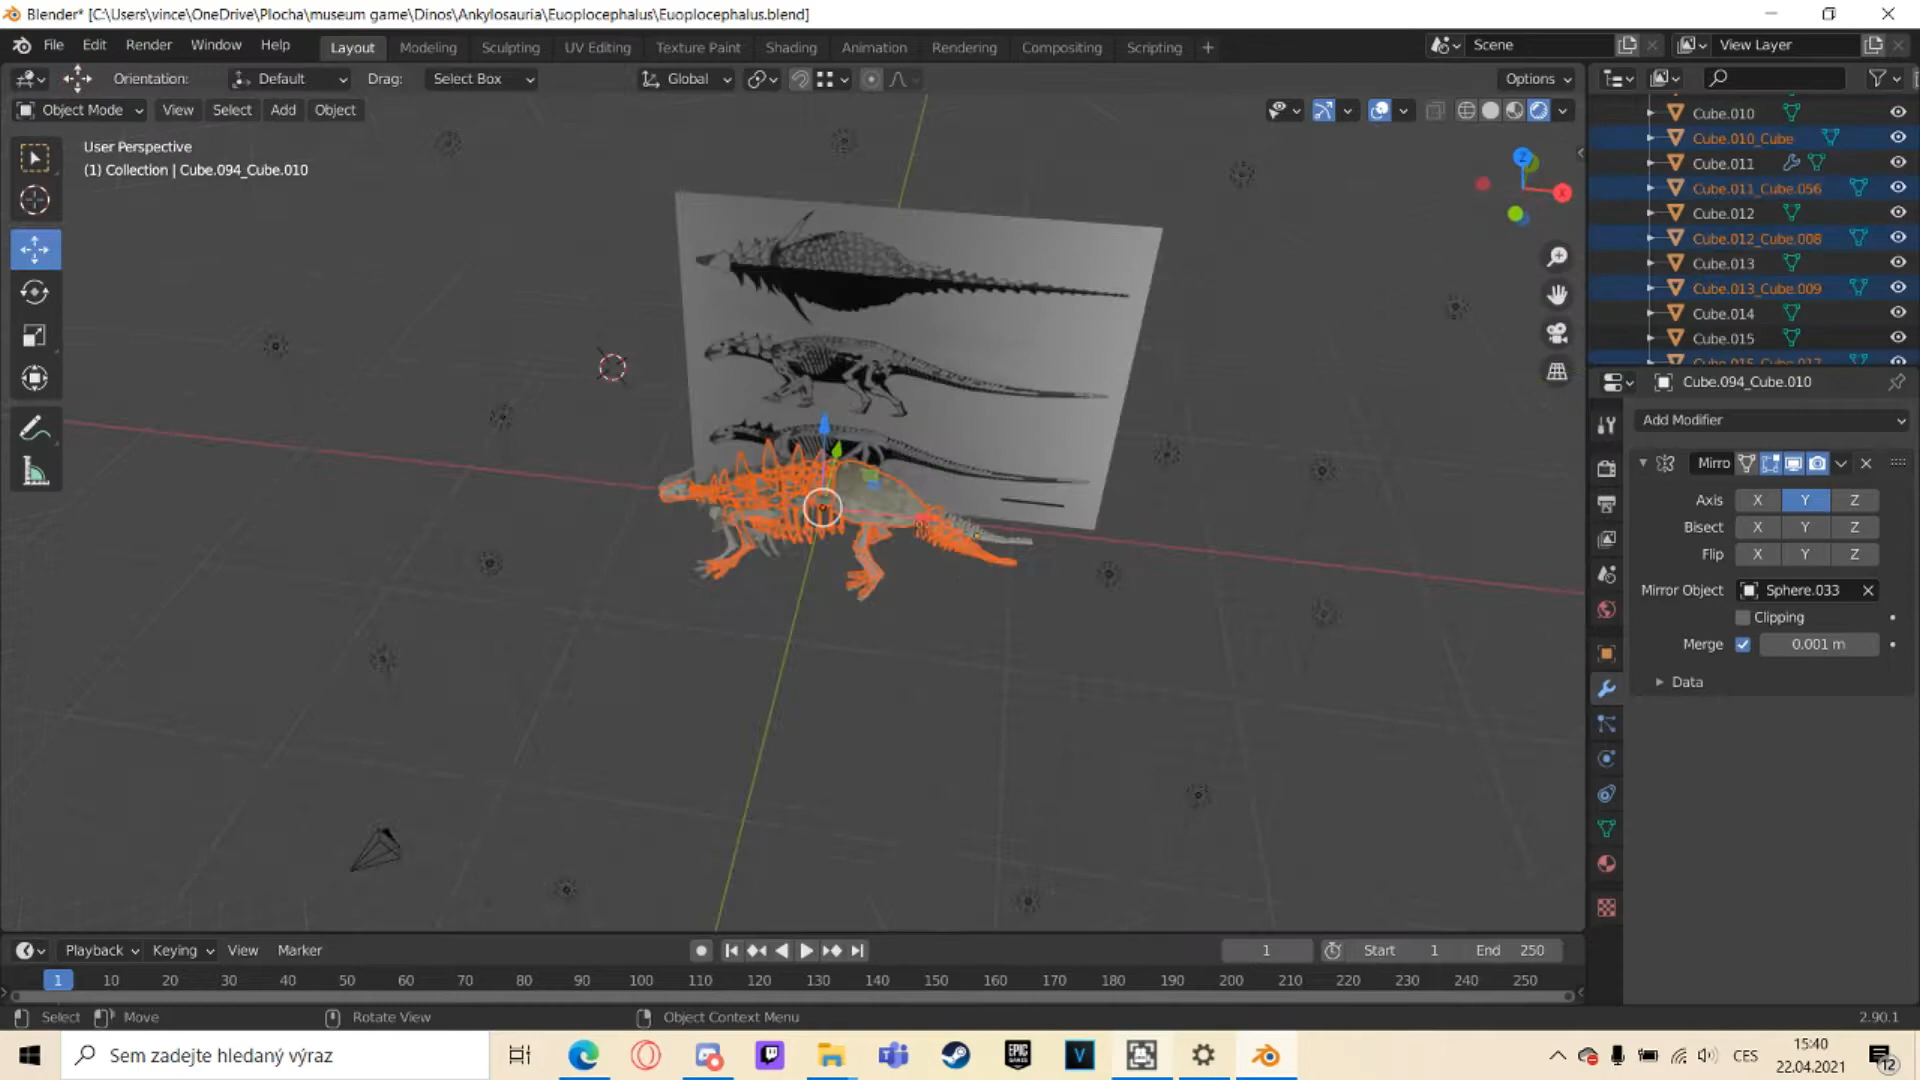 Blender* [C:\Users\vince\OneDrive\Plocha\museum game\Dinos\Ankylosauria\Euoplocephalus\Euoplocephalus.blend]
File Edit Render Window Help Layout Modeling Sculpting UV Editing Texture Paint Shading Animation Rendering Compositing Scripting + Scene View Layer
Orientation: Default Drag: Select Box Global Options
Object Mode View Select Add Object
User Perspective
(1) Collection | Cube.094_Cube.010
Z
X
Cube.010
Cube.010_Cube
Cube.011
Cube.011_Cube.056
Cube.012
Cube.012_Cube.008
Cube.013
Cube.013_Cube.009
Cube.014
Cube.015
Cube.015_Cube.017
Cube.094_Cube.010
Add Modifier
Mirro
Axis X Y Z
Bisect X Y Z
Flip X Y Z
Mirror Object Sphere.033
Clipping
Merge 0.001 m
Data
Playback Keying View Marker 1 Start 1 End 250
1 10 20 30 40 50 60 70 80 90 100 110 120 130 140 150 160 170 180 190 200 210 220 230 240 250
Select Move Rotate View Object Context Menu 2.90.1
Sem zadejte hledaný výraz
EPIC GAMES
V
CES
15:40
22.04.2021
12